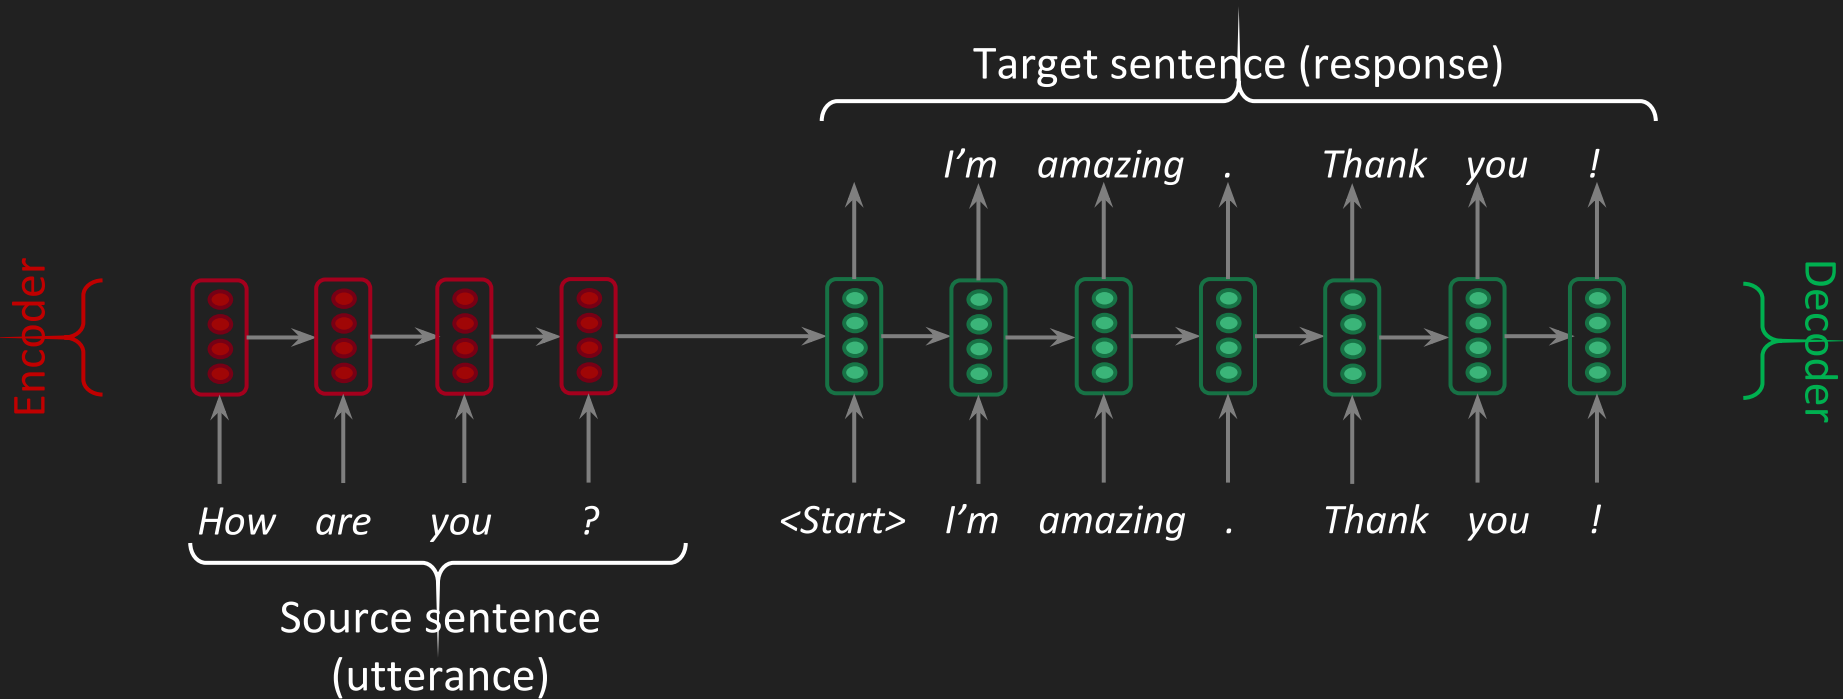 Target sentence (response)
I’m amazing . Thank you !
Encoder
Decoder
How are you ?
<Start> I’m amazing . Thank you !
Source sentence
(utterance)